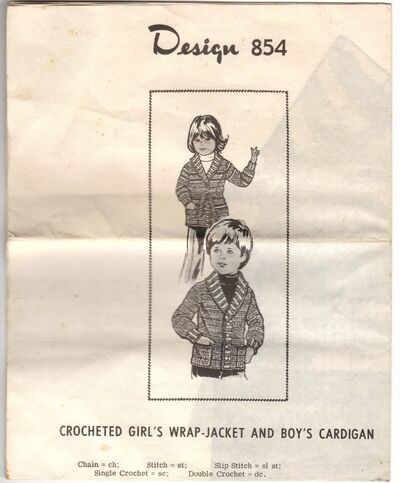 Design 854
CROCHETED GIRL'S WRAP-JACKET AND BOY'S CARDIGAN
Chain = ch; Stitch = st; Slip Stitch = sl st;
Single Crochet = sc; Double Crochet = dc.